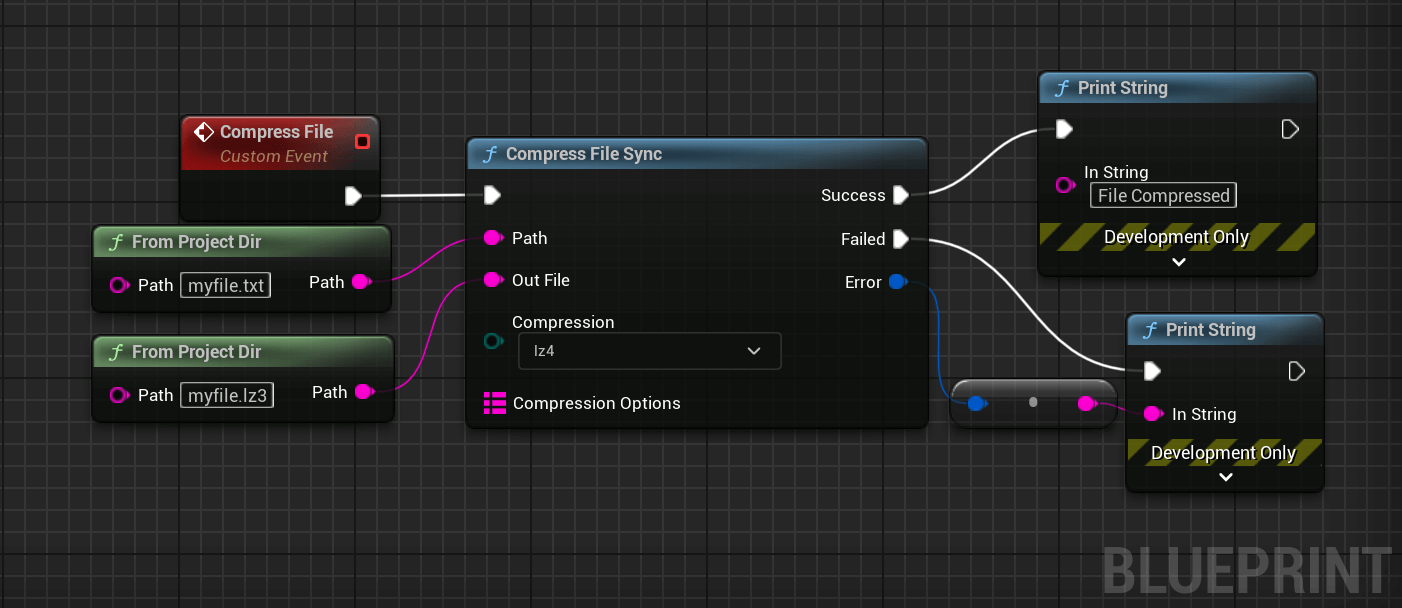 Compress File
Custom Event
From Project Dir
Path myfile.txt Path
From Project Dir
Path myfile.lz3 Path
Compress File Sync
Success
Path
Failed
Out File
Error
Compression
lz4
Compression Options
Print String
In String
File Compressed
Development Only
Print String
In String
Development Only
BLUEPRINT